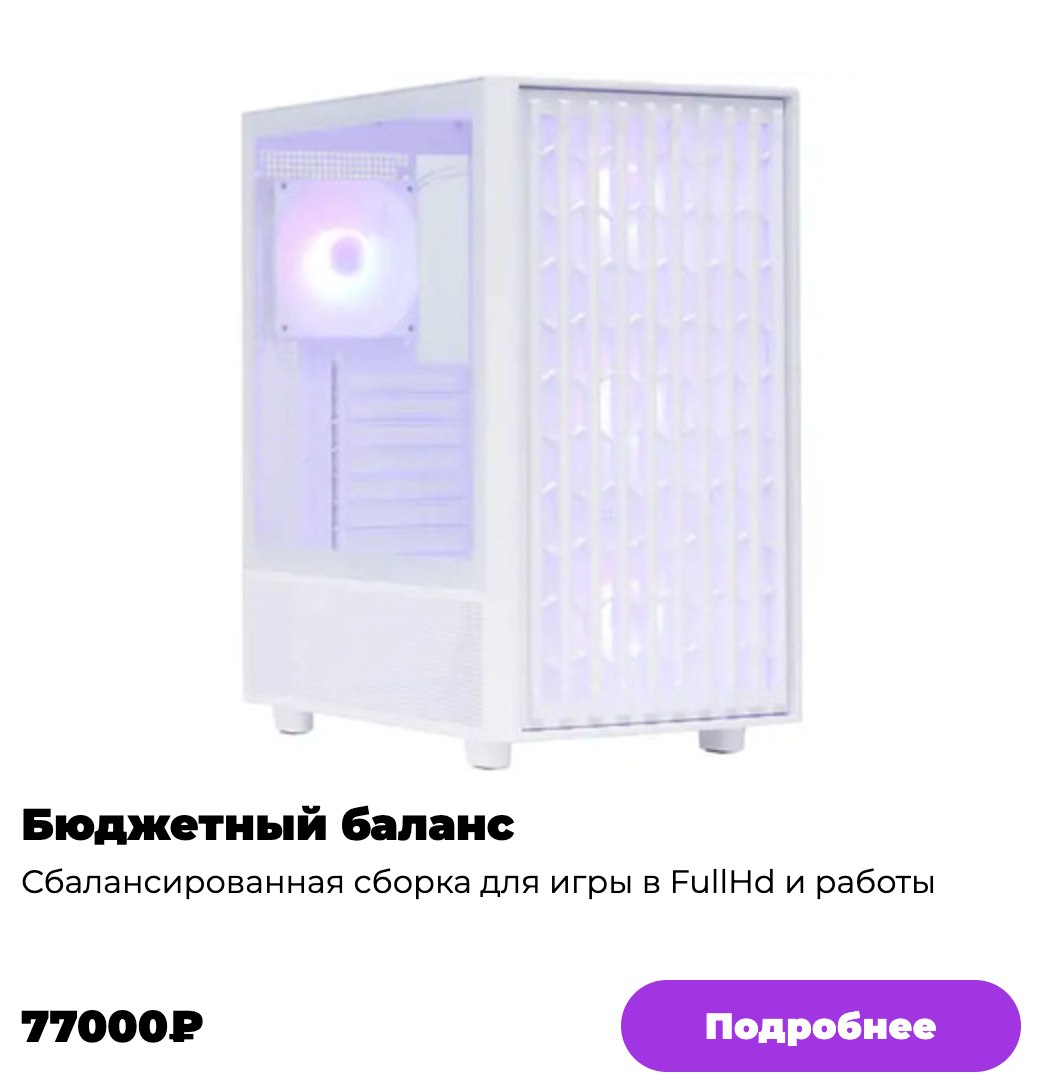 Бюджетный баланс
Сбалансированная сборка для игры в FullHd и работы
77000₽
Подробнее